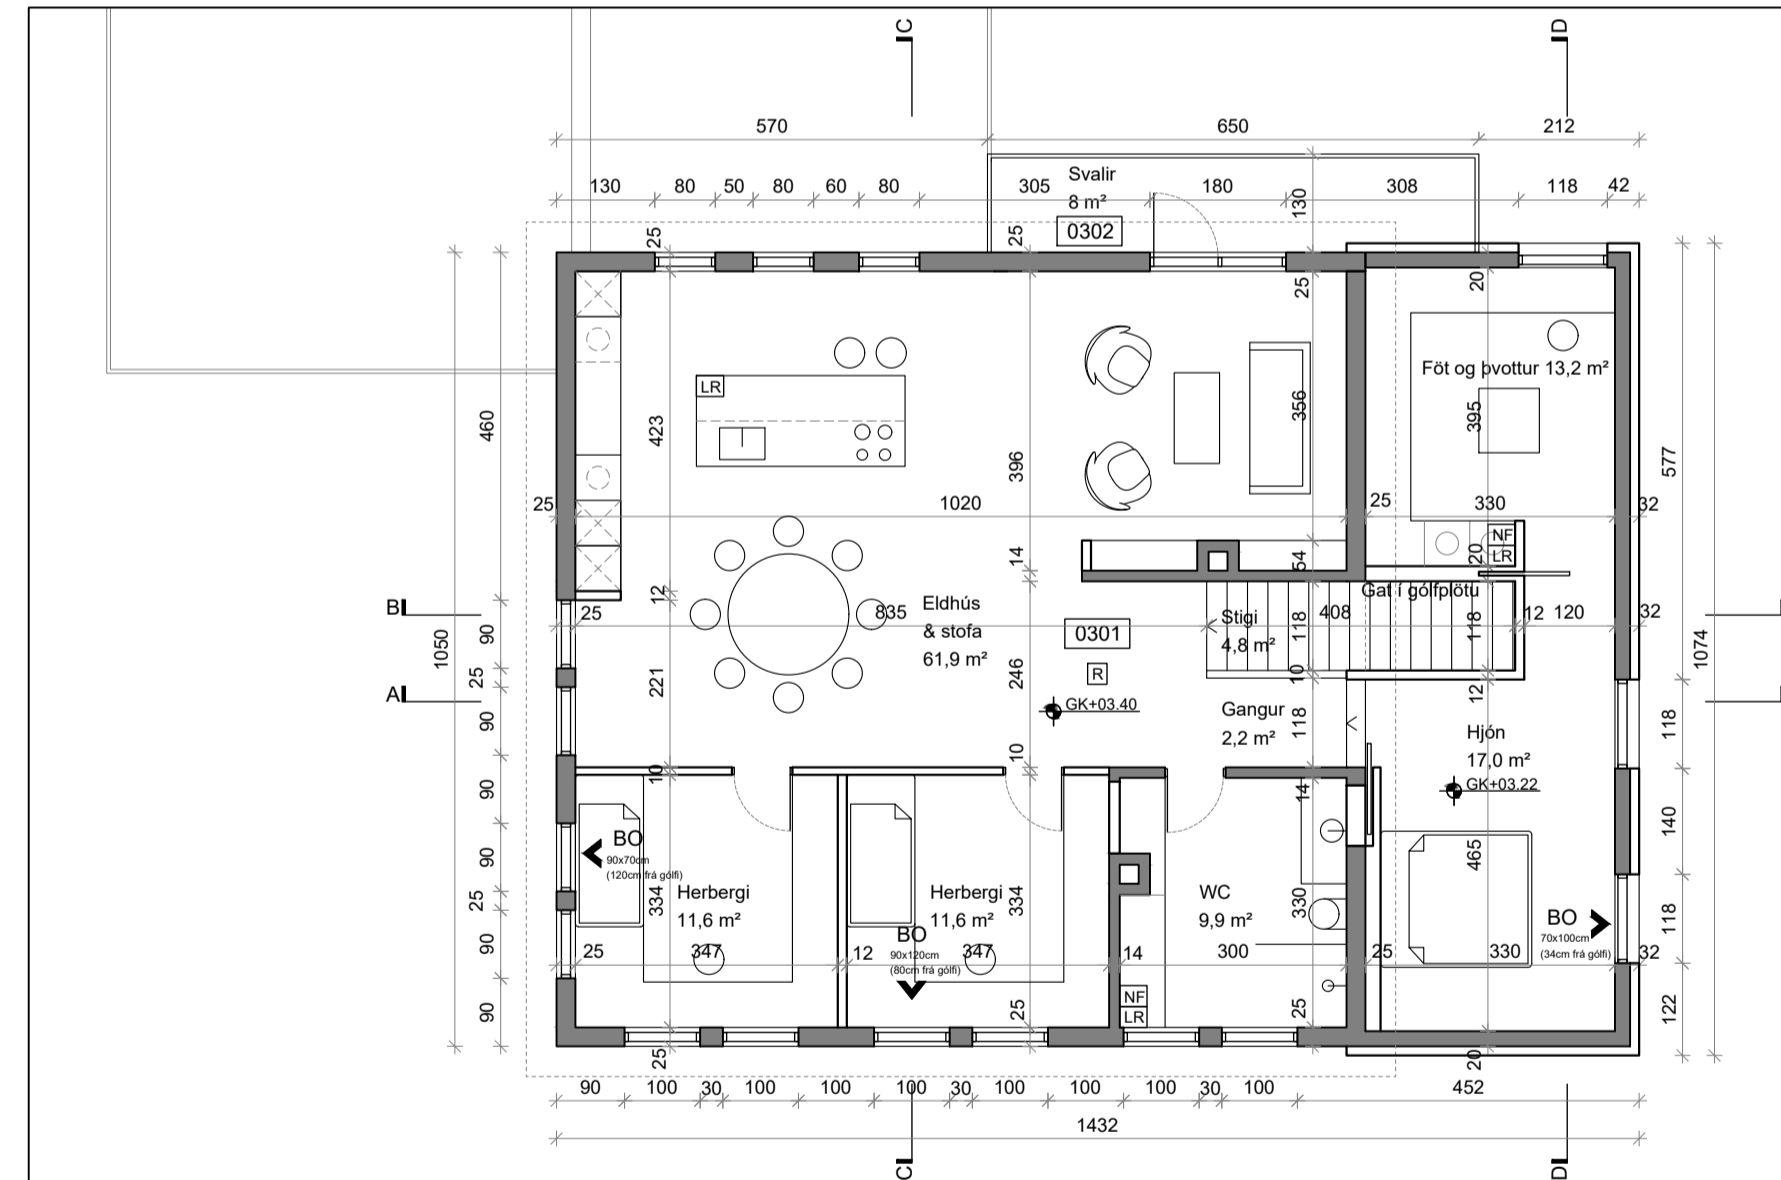 C
D
570
650
212
130
80
50
80
60
80
305
180
308
118
42
Svalir
8 m²
0302
130
25
25
25
20
460
423
396
356
395
577
1050
1074
LR
Föt og þvottur 13,2 m²
25
1020
25
330
32
NF
LR
20
14
54
12
Gat í gólfplötu
B
25
835
Eldhús
& stofa
61,9 m²
0301
R
Stigi
4,8 m²
118
408
118
12
120
32
90
25
90
A
221
246
10
12
GK+03.40
Gangur
2,2 m²
118
Hjón
17,0 m²
GK+03.22
118
10
10
14
90
90
25
90
90
BO
90x70cm
(120cm frá gólfi)
Herbergi
11,6 m²
334
Herbergi
11,6 m²
334
BO
90x120cm
(80cm frá gólfi)
WC
9,9 m²
330
465
140
118
122
BO
70x100cm
(34cm frá gólfi)
25
347
12
347
14
300
25
330
32
NF
LR
25
25
25
20
90
100
30
100
100
100
30
100
100
100
30
100
452
1432
C
D